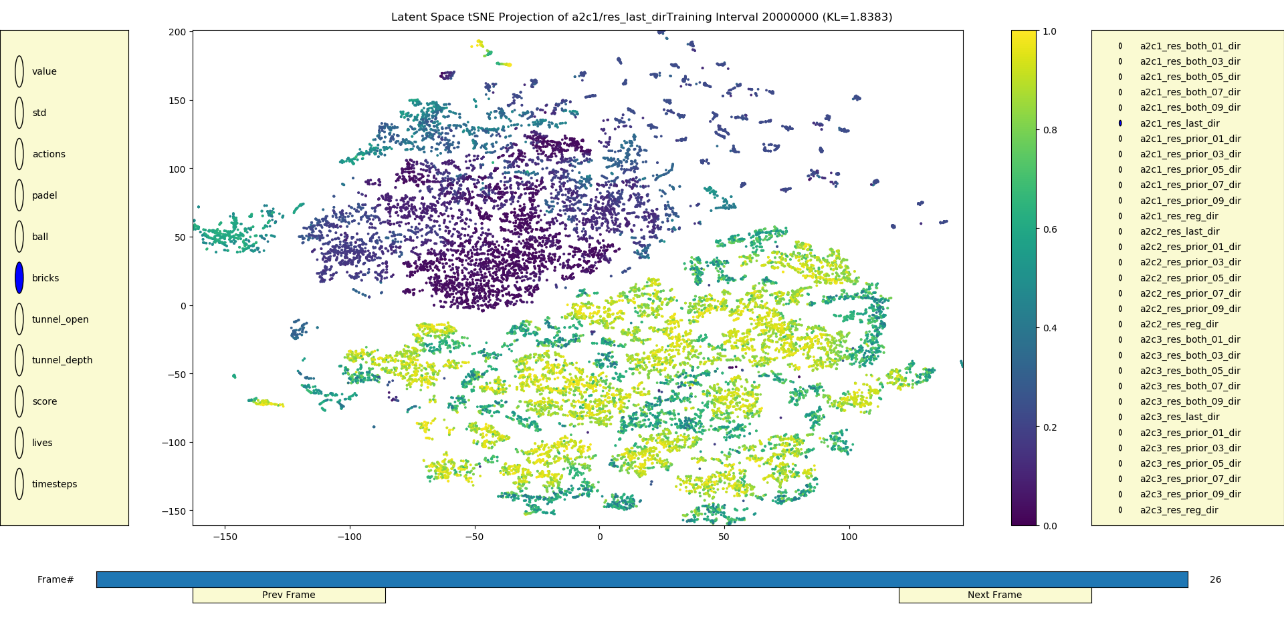 Latent Space tSNE Projection of a2c1/res_last_dirTraining Interval 20000000 (KL=1.8383)
value
std
actions
padel
ball
bricks
tunnel_open
tunnel_depth
score
lives
timesteps
200
150
100
50
0
−50
−100
−150
−150
−100
−50
0
50
100
1.0
0.8
0.6
0.4
0.2
0.0
a2c1_res_both_01_dir
a2c1_res_both_03_dir
a2c1_res_both_05_dir
a2c1_res_both_07_dir
a2c1_res_both_09_dir
a2c1_res_last_dir
a2c1_res_prior_01_dir
a2c1_res_prior_03_dir
a2c1_res_prior_05_dir
a2c1_res_prior_07_dir
a2c1_res_prior_09_dir
a2c1_res_reg_dir
a2c2_res_last_dir
a2c2_res_prior_01_dir
a2c2_res_prior_03_dir
a2c2_res_prior_05_dir
a2c2_res_prior_07_dir
a2c2_res_prior_09_dir
a2c2_res_reg_dir
a2c3_res_both_01_dir
a2c3_res_both_03_dir
a2c3_res_both_05_dir
a2c3_res_both_07_dir
a2c3_res_both_09_dir
a2c3_res_last_dir
a2c3_res_prior_01_dir
a2c3_res_prior_03_dir
a2c3_res_prior_05_dir
a2c3_res_prior_07_dir
a2c3_res_prior_09_dir
a2c3_res_reg_dir
Frame#
26
Prev Frame
Next Frame